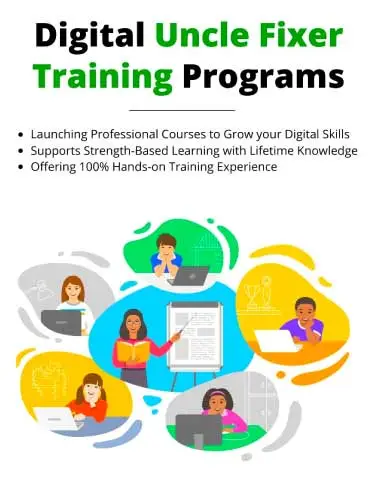 Digital Uncle Fixer
Training Programs
• Launching Professional Courses to Grow your Digital Skills
• Supports Strength-Based Learning with Lifetime Knowledge
• Offering 100% Hands-on Training Experience